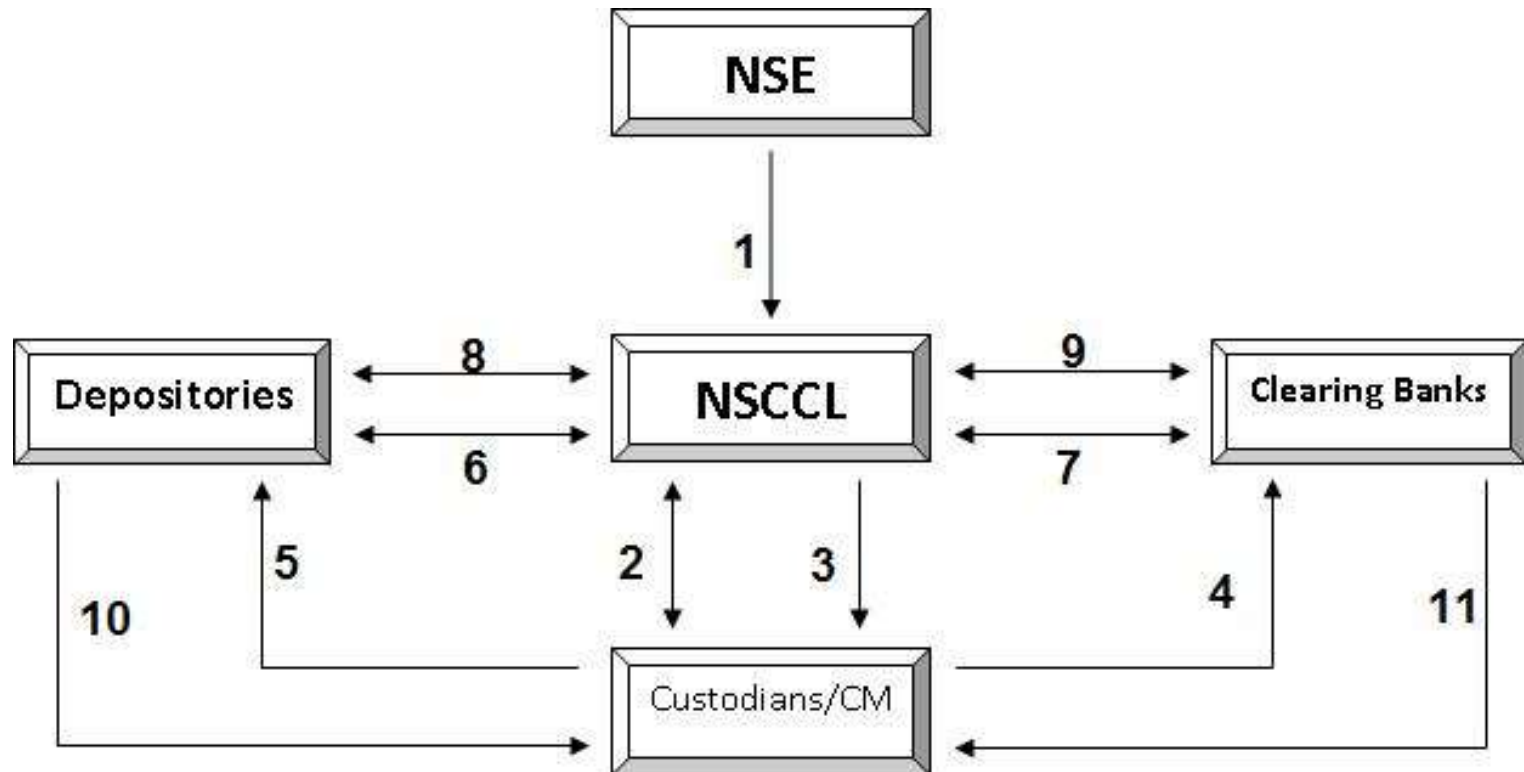 NSE
1
8
9
Depositories
NSCCL
Clearing Banks
6
7
5
2
3
4
10
11
Custodians/CM